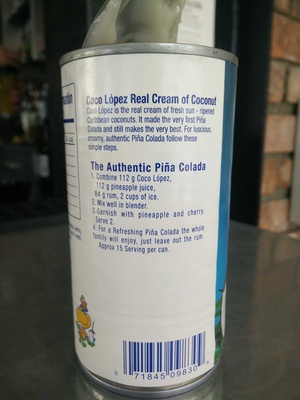 Coco López Real Cream of Coconut
Coco López is the real cream of fresh sun - ripened
Caribbean coconuts. It made the very first Piña
Colada and still makes the very best. For luscious,
creamy, authentic Piña Colada follow these
simple steps.
The Authentic Piña Colada
1. Combine 112 g Coco López,
112 g pineapple juice,
84 g rum, 2 cups of ice.
2. Mix well in blender.
3. Garnish with pineapple and cherry.
Serve 2.
4. For a Refreshing Piña Colada the whole
family will enjoy, just leave out the rum.
Approx 15 Serving per can.
0 71845 09830